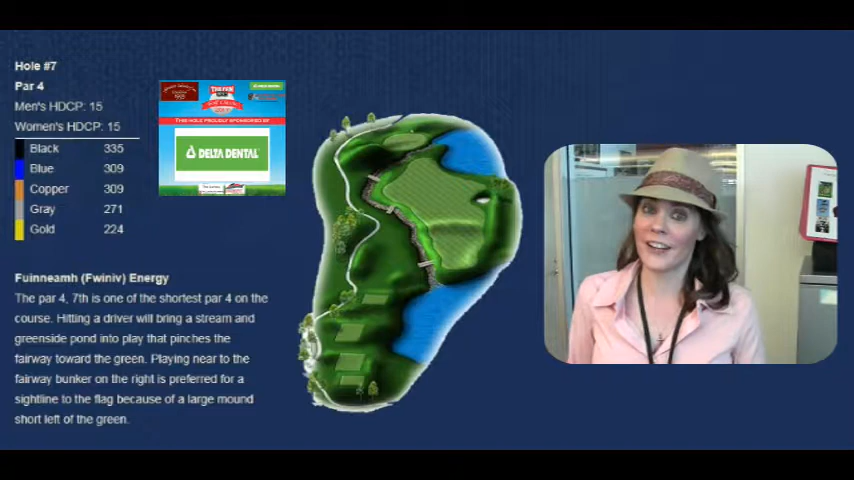 Hole #7
Par 4
Men's HDCP: 15
Women's HDCP: 15
Black 335
Blue 309
Copper 309
Gray 271
Gold 224
THIS HOLE PROUDLY SPONSORED BY
DELTA DENTAL
Fuinneamh (Fwiniv) Energy
The par 4, 7th is one of the shortest par 4 on the
course. Hitting a driver will bring a stream and
greenside pond into play that pinches the
fairway toward the green. Playing near to the
fairway bunker on the right is preferred for a
sightline to the flag because of a large mound
short left of the green.